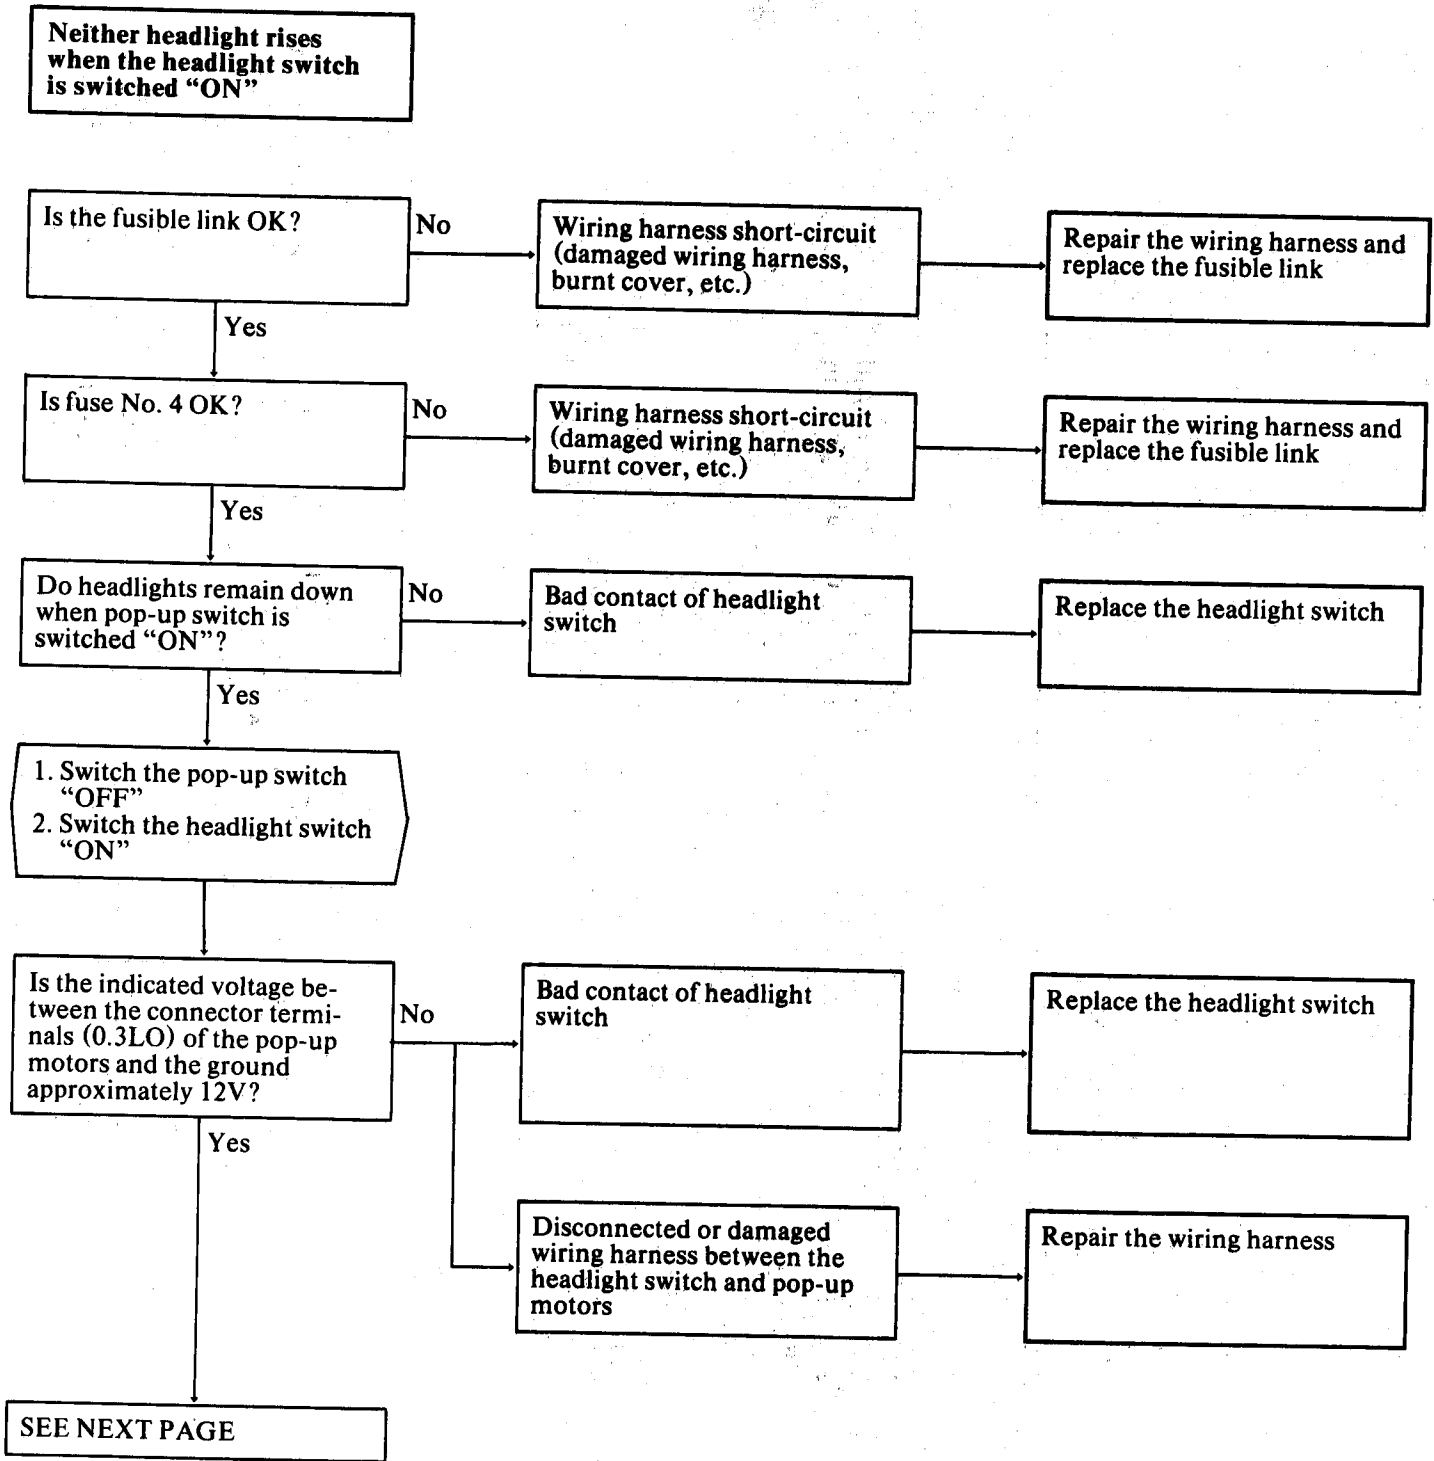 Neither headlight rises
when the headlight switch
is switched “ON”
Is the fusible link OK?
No
Wiring harness short-circuit
(damaged wiring harness,
burnt cover, etc.)
Repair the wiring harness and
replace the fusible link
Yes
Is fuse No. 4 OK?
No
Wiring harness short-circuit
(damaged wiring harness,
burnt cover, etc.)
Repair the wiring harness and
replace the fusible link
Yes
Do headlights remain down
when pop-up switch is
switched “ON”?
No
Bad contact of headlight
switch
Replace the headlight switch
Yes
1. Switch the pop-up switch
“OFF”
2. Switch the headlight switch
“ON”
Is the indicated voltage be-
tween the connector termi-
nals (0.3LO) of the pop-up
motors and the ground
approximately 12V?
No
Bad contact of headlight
switch
Replace the headlight switch
Yes
Disconnected or damaged
wiring harness between the
headlight switch and pop-up
motors
Repair the wiring harness
SEE NEXT PAGE